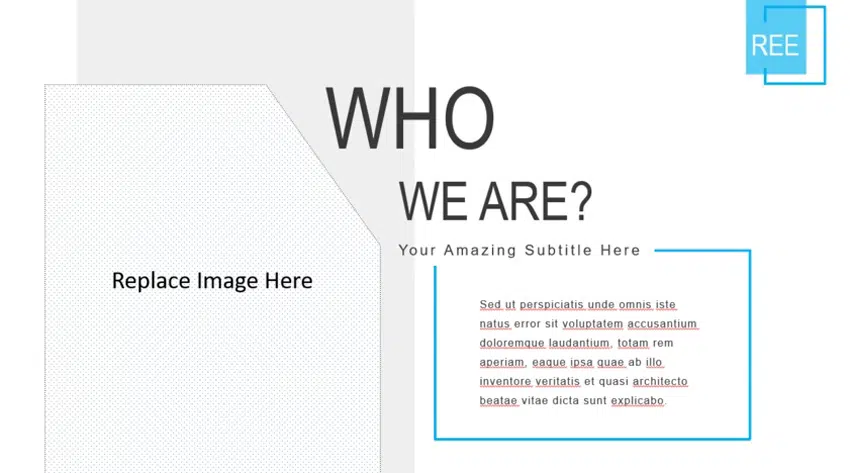 REE
WHO
WE ARE?
Your Amazing Subtitle Here
Replace Image Here
Sed ut perspiciatis unde omnis iste
natus error sit voluptatem accusantium
doloremque laudantium, totam rem
aperiam, eaque ipsa quae ab illo
inventore veritatis et quasi architecto
beatae vitae dicta sunt explicabo.